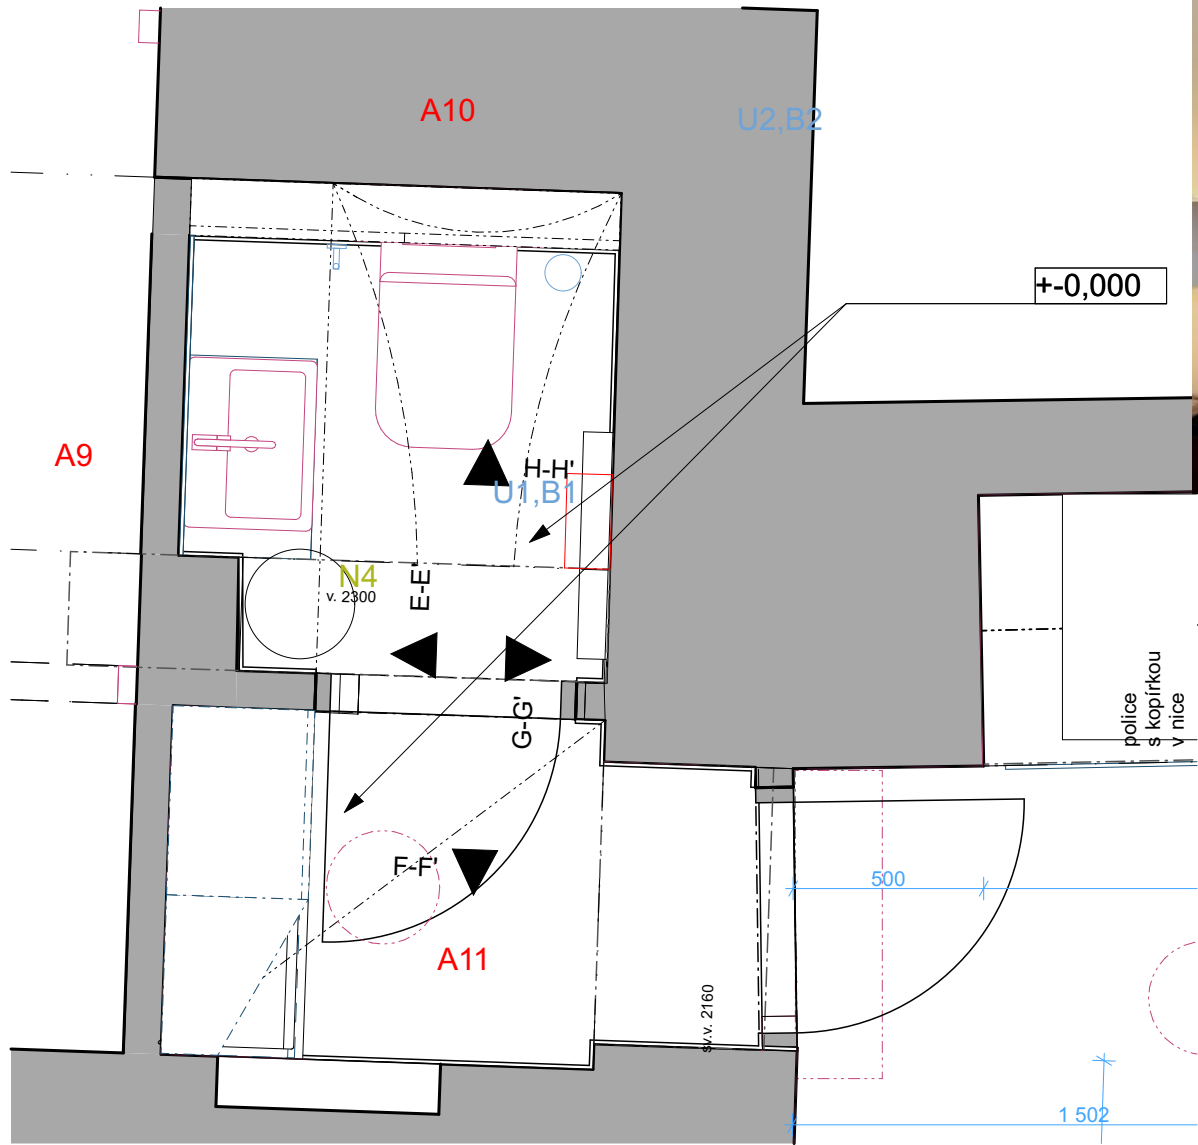 A10
U2,B2
+-0,000
A9
H-H'
U1,B1
N4
v. 2300
E-E'
G-G'
police
s kopírkou
v nice
F-F'
500
A11
sv.v. 2160
1 502